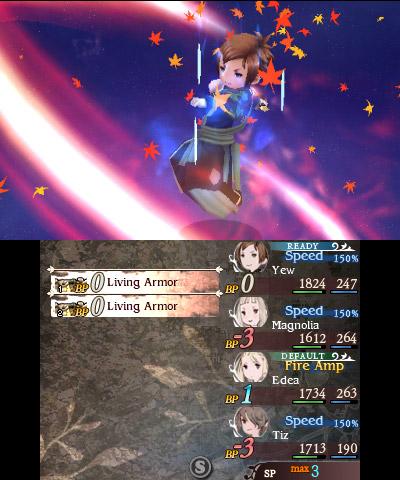 READY
Speed 150%
Yew
BP 0 1824 247
1 BP 0 Living Armor
2 BP 0 Living Armor
Speed 150%
Magnolia
BP -3 1612 264
DEFAULT
Fire Amp
Edea
BP 1 1734 263
Speed 150%
Tiz
BP -3 1713 190
S SP max 3